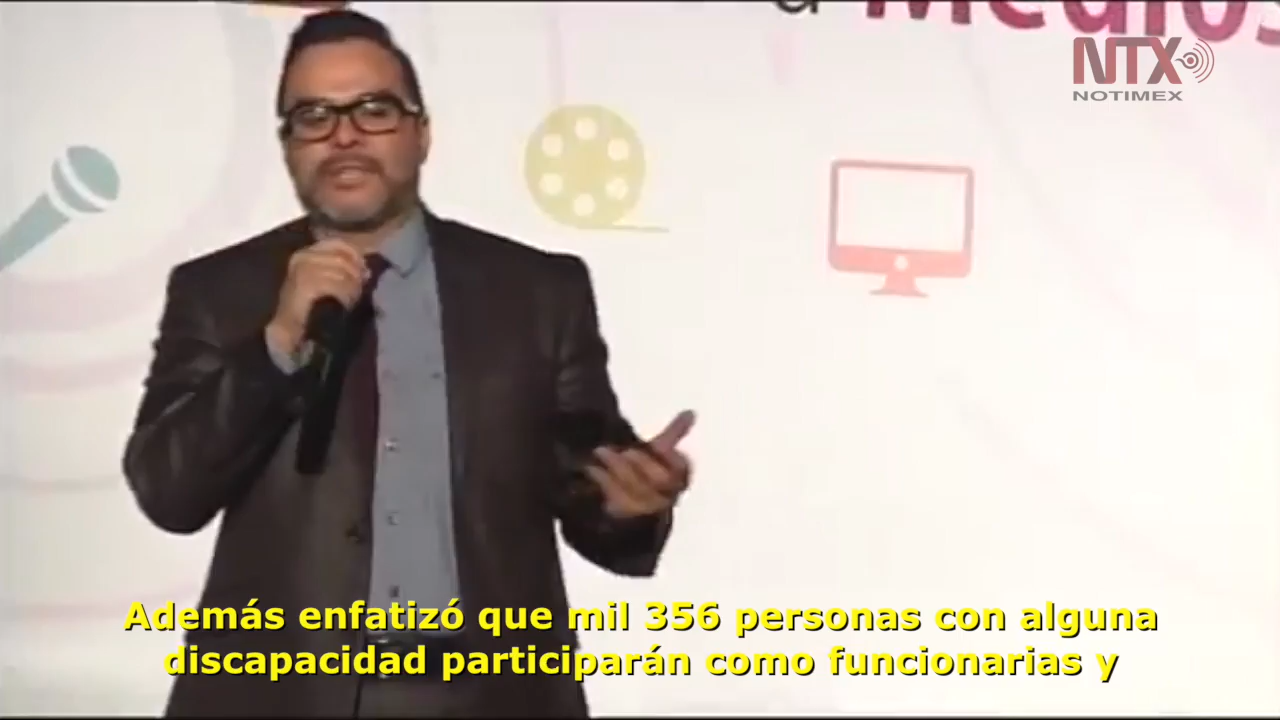 a Medios
NTX
NOTIMEX
Además enfatizó que mil 356 personas con alguna
discapacidad participarán como funcionarias y